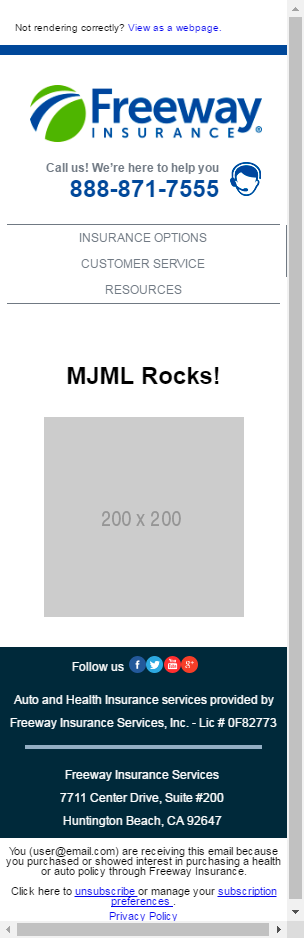 Not rendering correctly? View as a webpage.
Freeway
INSURANCE®
Call us! We're here to help you
888-871-7555
INSURANCE OPTIONS
CUSTOMER SERVICE
RESOURCES
MJML Rocks!
200 x 200
Follow us
Auto and Health Insurance services provided by
Freeway Insurance Services, Inc. - Lic # 0F82773
Freeway Insurance Services
7711 Center Drive, Suite #200
Huntington Beach, CA 92647
You (user@email.com) are receiving this email because
you purchased or showed interest in purchasing a health
or auto policy through Freeway Insurance.
Click here to unsubscribe or manage your subscription
preferences .
Privacy Policy